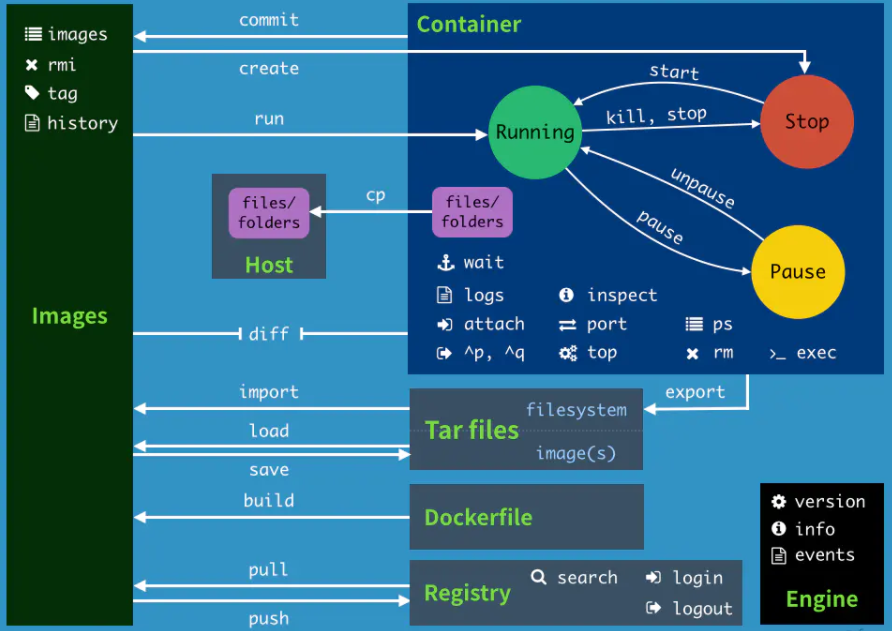 images
rmi
tag
history
Images
commit
create
run
Container
start
Running
kill, stop
Stop
unpause
pause
Pause
files/
folders
Host
cp
files/
folders
wait
logs
inspect
attach
port
ps
^p, ^q
top
rm
>_ exec
diff
import
export
filesystem
Tar files
image(s)
load
save
build
Dockerfile
pull
push
Registry
search
login
logout
version
info
events
Engine